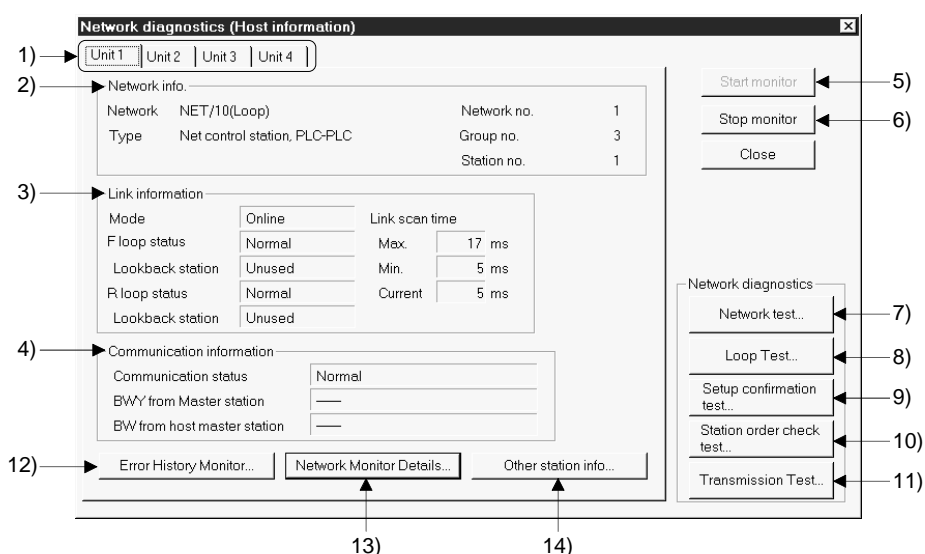 Network diagnostics (Host information)
1)
Unit 1 Unit 2 Unit 3 Unit 4
2)
Network info.
Network NET/10(Loop) Network no. 1
Type Net control station, PLC-PLC Group no. 3
Station no. 1
3)
Link information
Mode Online Link scan time
F loop status Normal Max. 17 ms
Lookback station Unused Min. 5 ms
R loop status Normal Current 5 ms
Lookback station Unused
4)
Communication information
Communication status Normal
BWY from Master station —
BW from host master station —
12) Error History Monitor... Network Monitor Details... Other station info...
13) 14)
Start monitor 5)
Stop monitor 6)
Close
Network diagnostics
Network test... 7)
Loop Test... 8)
Setup confirmation
test... 9)
Station order check
test... 10)
Transmission Test... 11)